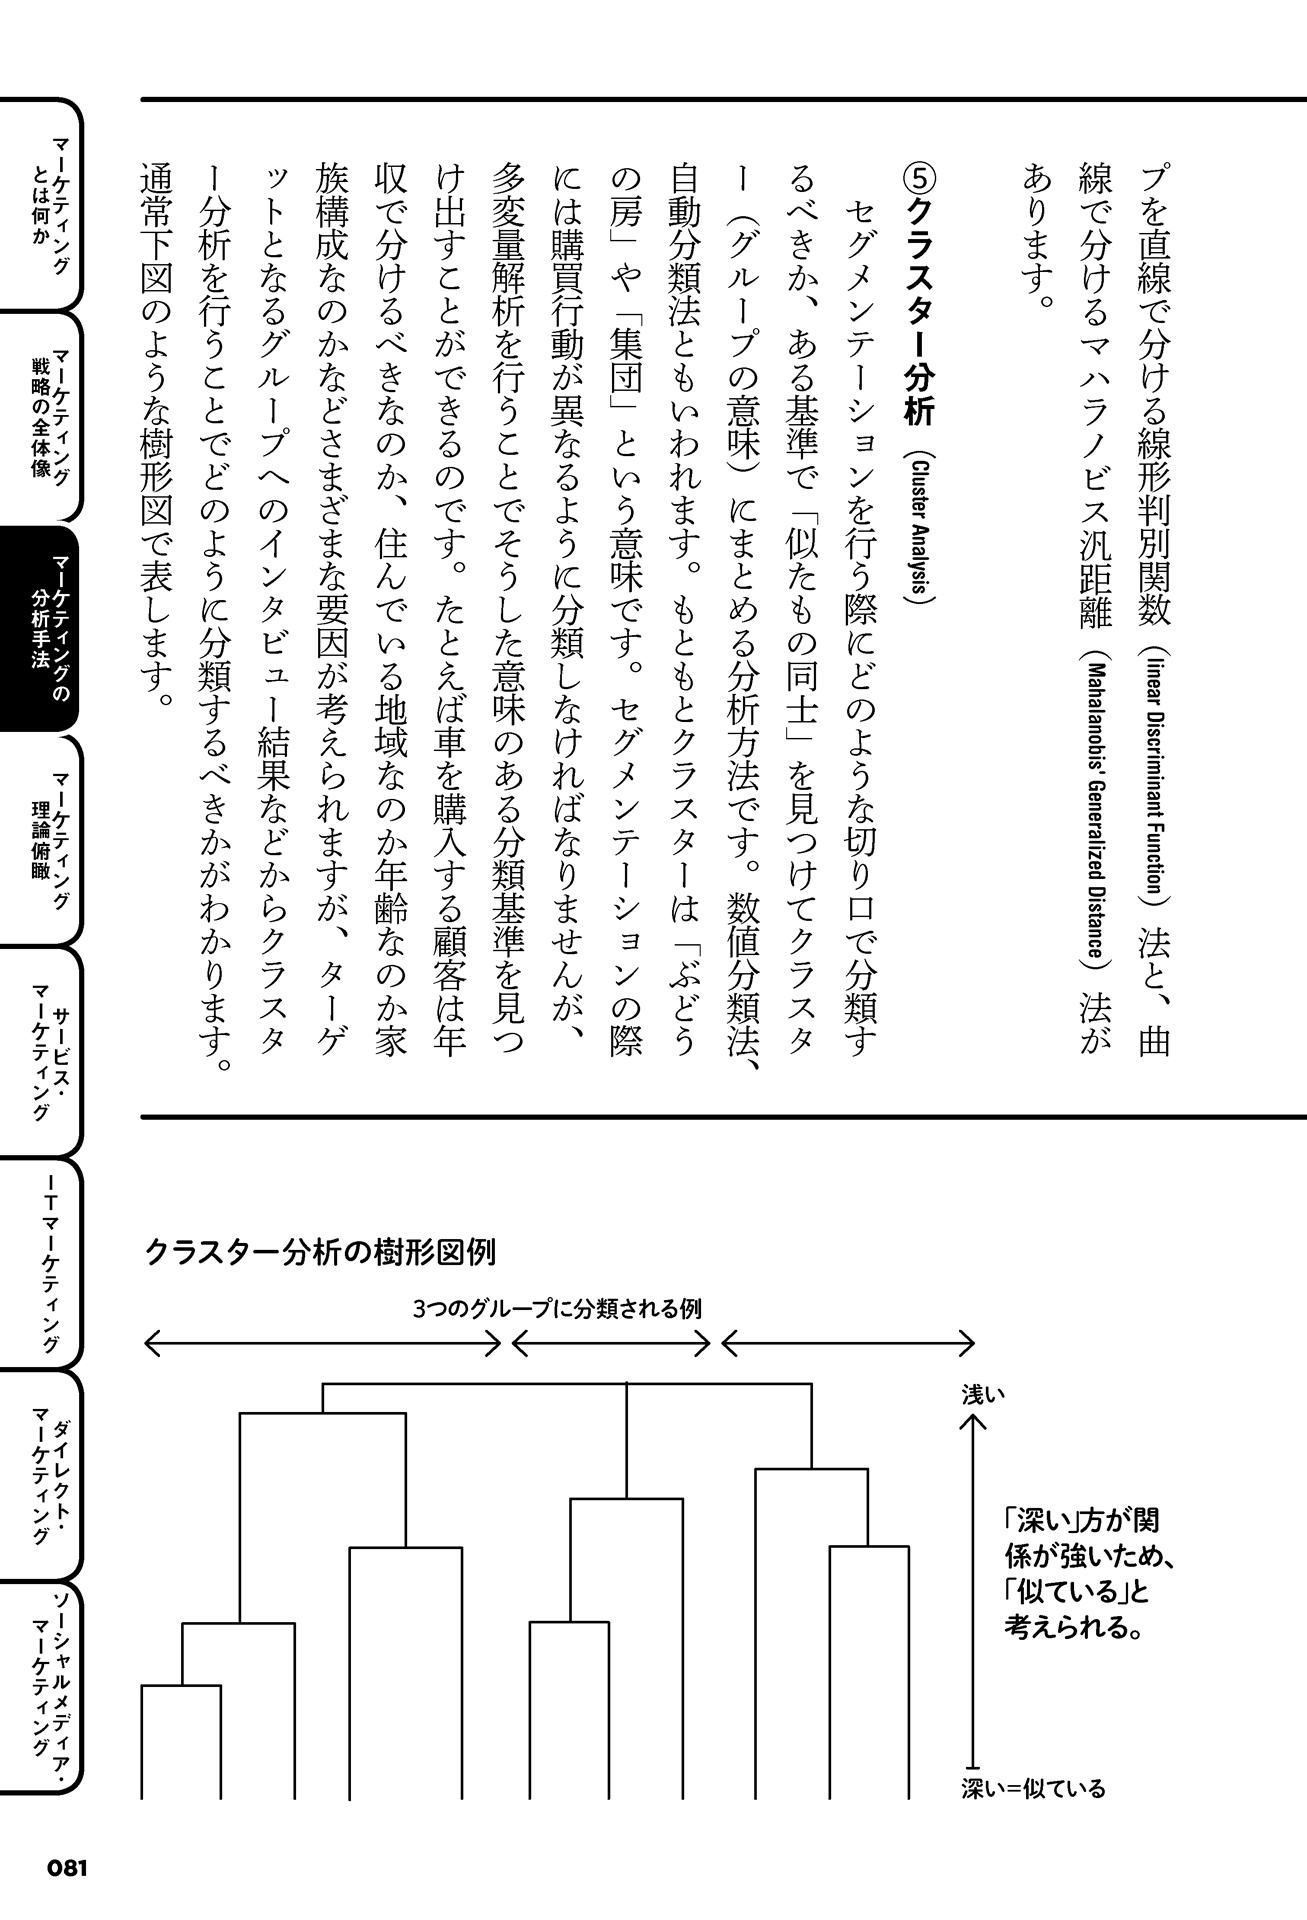 プを直線で分ける線形判別関数（linear Discriminant Function）法と、曲
線で分けるマハラノビス汎距離（Mahalanobis' Generalized Distance）法が
あります。
⑤クラスター分析（Cluster Analysis）
　セグメンテーションを行う際にどのような切り口で分類す
るべきか、ある基準で「似たもの同士」を見つけてクラスタ
ー（グループの意味）にまとめる分析方法です。数値分類法、
自動分類法ともいわれます。もともとクラスターは「ぶどう
の房」や「集団」という意味です。セグメンテーションの際
には購買行動が異なるように分類しなければなりませんが、
多変量解析を行うことでそうした意味のある分類基準を見つ
け出すことができるのです。たとえば車を購入する顧客は年
収で分けるべきなのか、住んでいる地域なのか年齢なのか家
族構成なのかなどさまざまな要因が考えられますが、ターゲ
ットとなるグループへのインタビュー結果などからクラスタ
ー分析を行うことでどのように分類するべきかがわかります。
通常下図のような樹形図で表します。
クラスター分析の樹形図例
3つのグループに分類される例
浅い
「深い」方が関
係が強いため、
「似ている」と
考えられる。
深い=似ている
マーケティング
とは何か
マーケティング
戦略の全体像
マーケティングの
分析手法
マーケティング
理論俯瞰
サービス・
マーケティング
ITマーケティング
ダイレクト・
マーケティング
ソーシャルメディア・
マーケティング
081